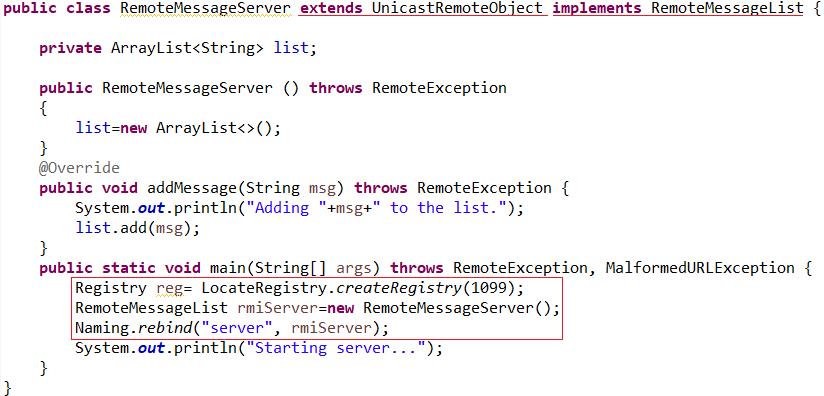 public class RemoteMessageServer extends UnicastRemoteObject implements RemoteMessageList {
private ArrayList<String> list;
public RemoteMessageServer () throws RemoteException
{
list=new ArrayList<>();
}
@Override
public void addMessage(String msg) throws RemoteException {
System.out.println("Adding "+msg+" to the list.");
list.add(msg);
}
public static void main(String[] args) throws RemoteException, MalformedURLException {
Registry reg= LocateRegistry.createRegistry(1099);
RemoteMessageList rmiServer=new RemoteMessageServer();
Naming.rebind("server", rmiServer);
System.out.println("Starting server...");
}
}